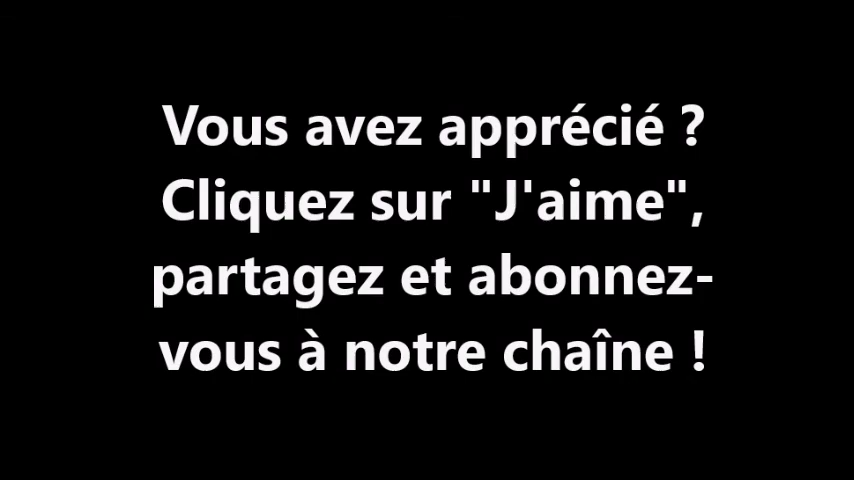 Vous avez apprécié ?
Cliquez sur "J'aime",
partagez et abonnez-
vous à notre chaîne !